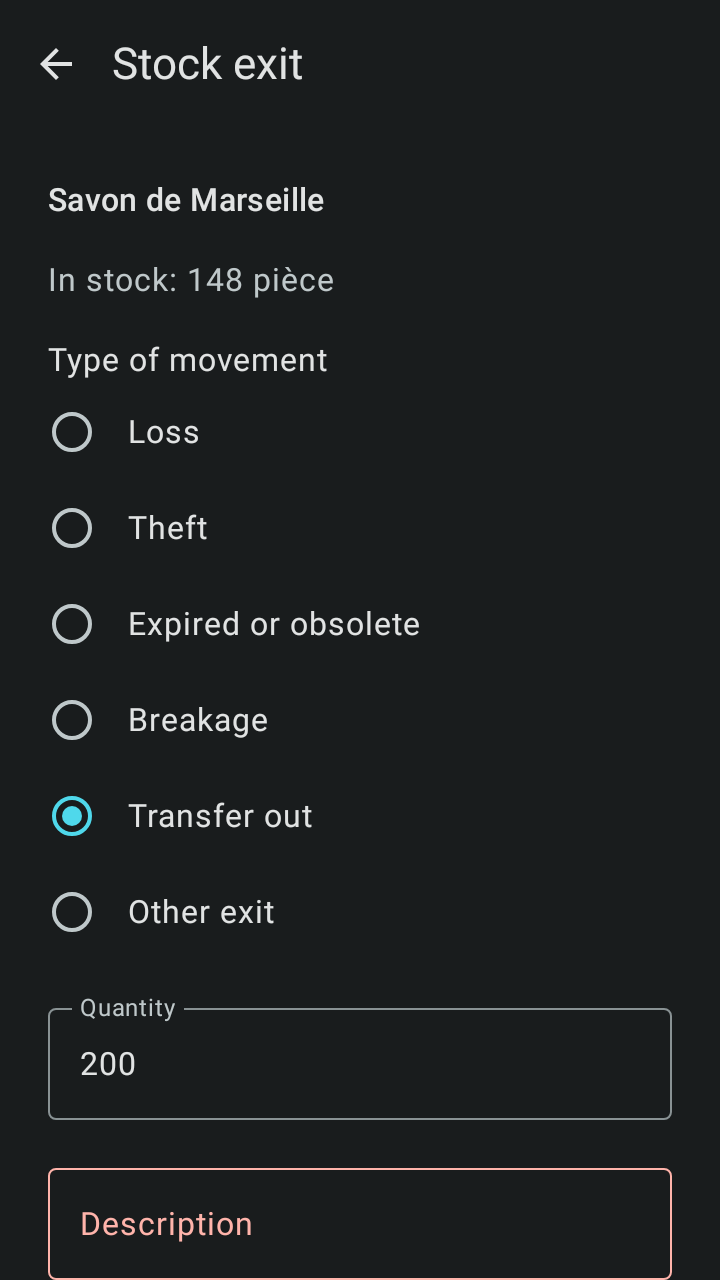 Stock exit
Savon de Marseille
In stock: 148 pièce
Type of movement
Loss
Theft
Expired or obsolete
Breakage
Transfer out
Other exit
Quantity
200
Description